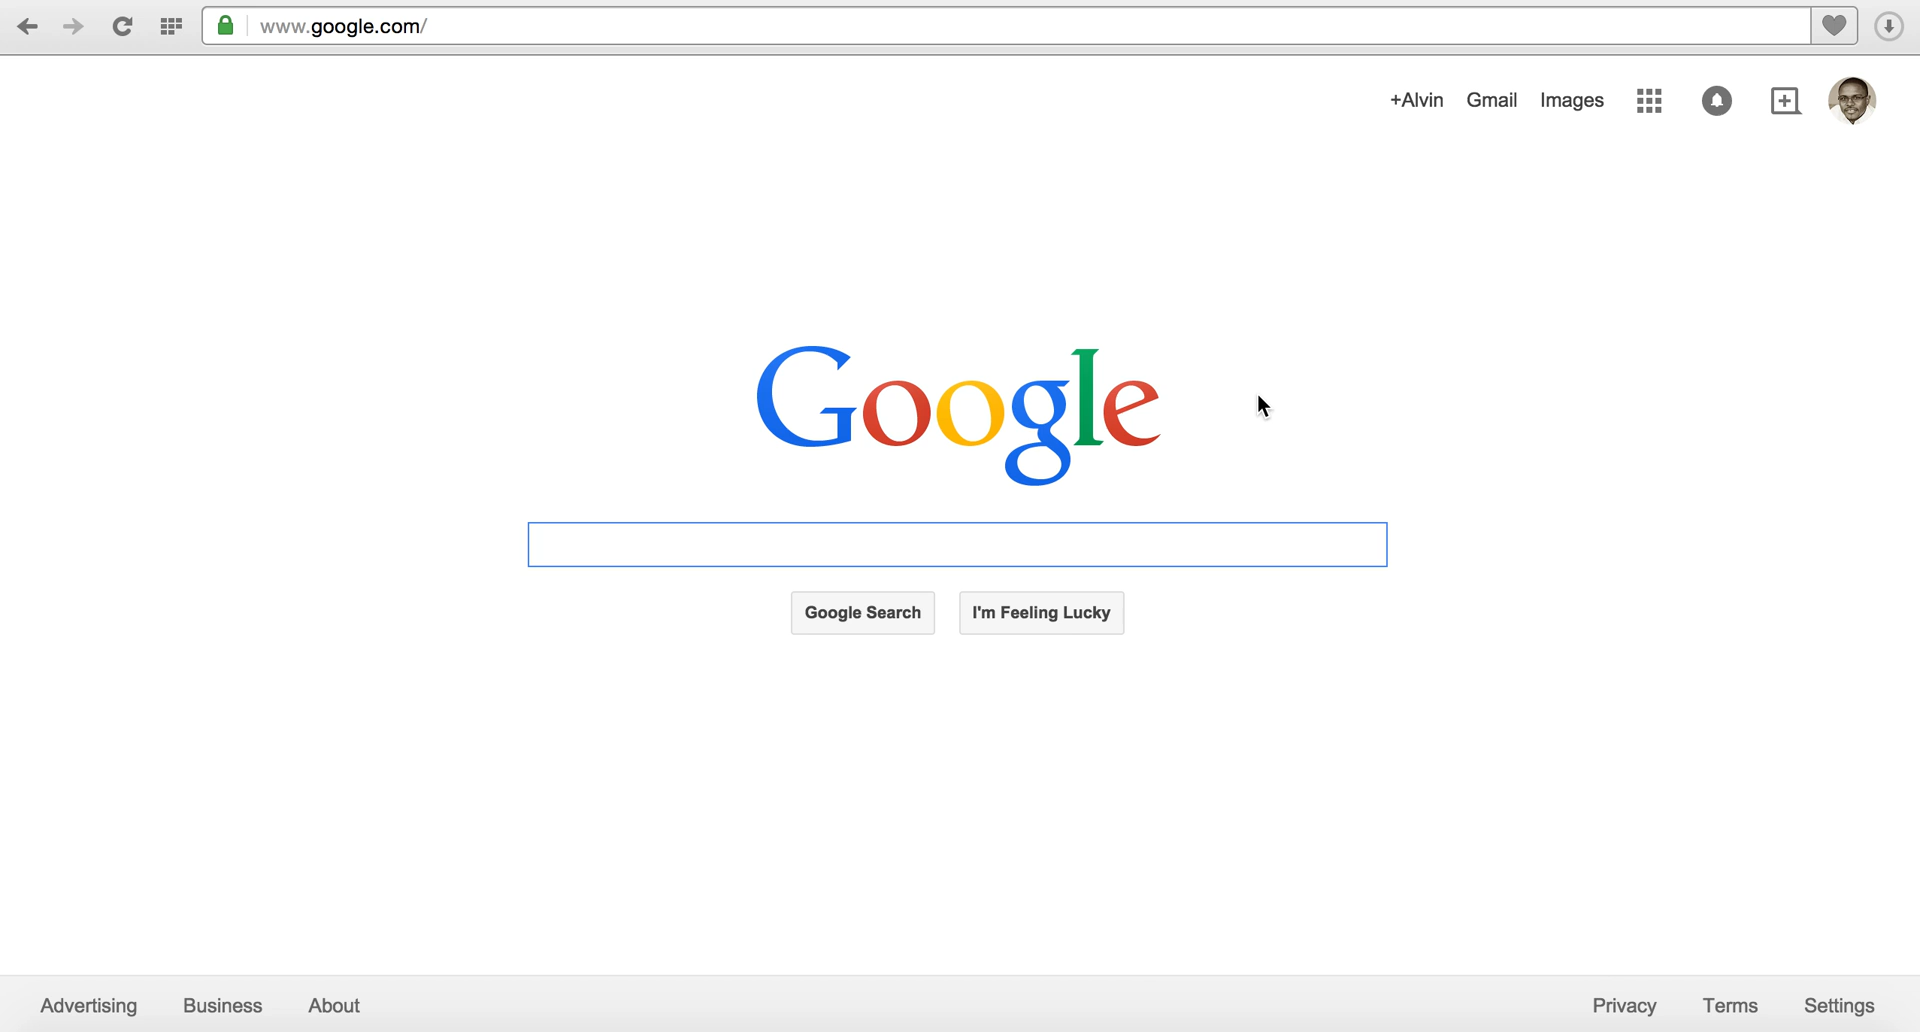 www.google.com/
+Alvin Gmail Images
Google
Google Search I'm Feeling Lucky
Advertising Business About Privacy Terms Settings